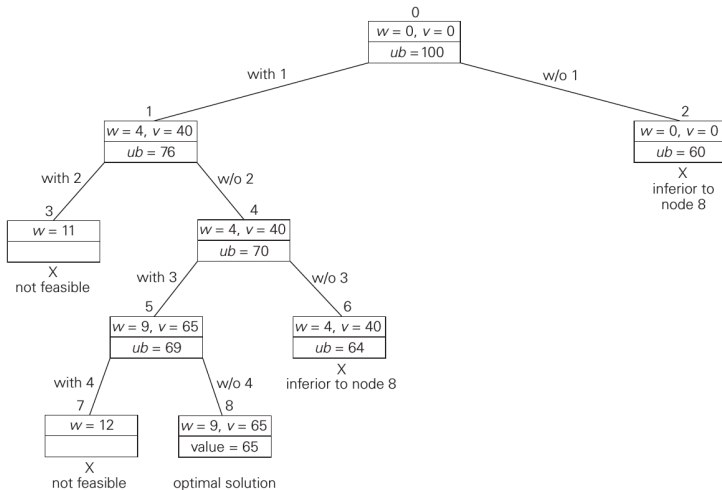 0
w = 0, v = 0
ub = 100
with 1
w/o 1
1
w = 4, v = 40
ub = 76
2
w = 0, v = 0
ub = 60
X
inferior to
node 8
with 2
w/o 2
3
w = 11
X
not feasible
4
w = 4, v = 40
ub = 70
with 3
w/o 3
5
w = 9, v = 65
ub = 69
6
w = 4, v = 40
ub = 64
X
inferior to node 8
with 4
w/o 4
7
w = 12
X
not feasible
8
w = 9, v = 65
value = 65
optimal solution